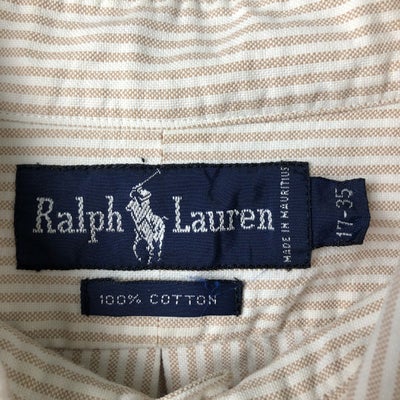 Ralph Lauren
MADE IN MAURITIUS
17-35
100% COTTON